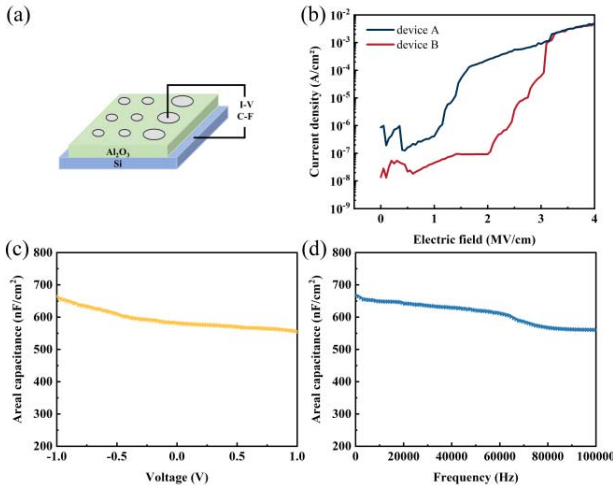 (a)
I-V
C-F
Al₂O₃
Si
(b)
device A
device B
Current density (A/cm²)
10⁻²
10⁻³
10⁻⁴
10⁻⁵
10⁻⁶
10⁻⁷
10⁻⁸
10⁻⁹
0 1 2 3 4
Electric field (MV/cm)
(c)
Areal capacitance (nF/cm²)
800
700
600
500
400
300
200
-1.0 -0.5 0.0 0.5 1.0
Voltage (V)
(d)
Areal capacitance (nF/cm²)
800
700
600
500
400
300
200
0 20000 40000 60000 80000 100000
Frequency (Hz)